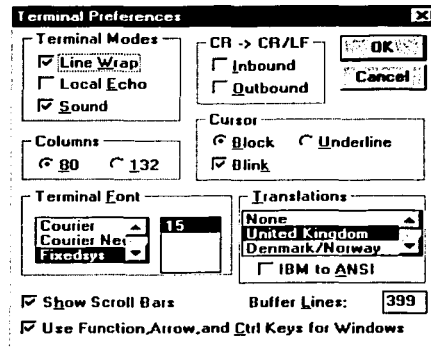 Terminal Preferences
Terminal Modes
Line Wrap
Local Echo
Sound
CR -> CR/LF
Inbound
Outbound
OK
Cancel
Columns
80
132
Cursor
Block
Underline
Blink
Terminal Font
Courier
Courier Nev
Fixedsys
15
Translations
None
United Kingdom
Denmark/Norway
IBM to ANSI
Show Scroll Bars
Buffer Lines: 399
Use Function,Arrow,and Ctrl Keys for Windows